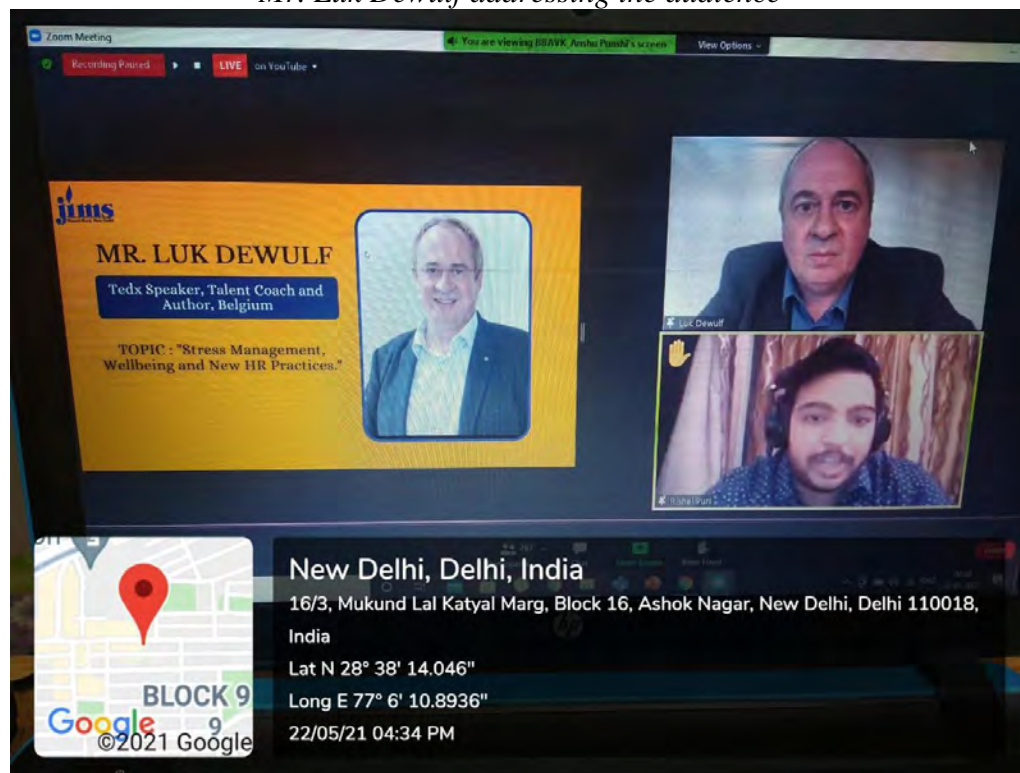 Mr. Luk Dewulf addressing the audience
Zoom Meeting
You are viewing BBAVK_Anshu Punshi's screen
View Options
Recording Paused
LIVE
on YouTube
jims
MR. LUK DEWULF
Tedx Speaker, Talent Coach and
Author, Belgium
TOPIC : "Stress Management,
Wellbeing and New HR Practices."
Luk Dewulf
Puri
New Delhi, Delhi, India
16/3, Mukund Lal Katyal Marg, Block 16, Ashok Nagar, New Delhi, Delhi 110018,
India
Lat N 28° 38' 14.046"
Long E 77° 6' 10.8936"
22/05/21 04:34 PM
BLOCK 9
9
Google
©2021 Google
hp